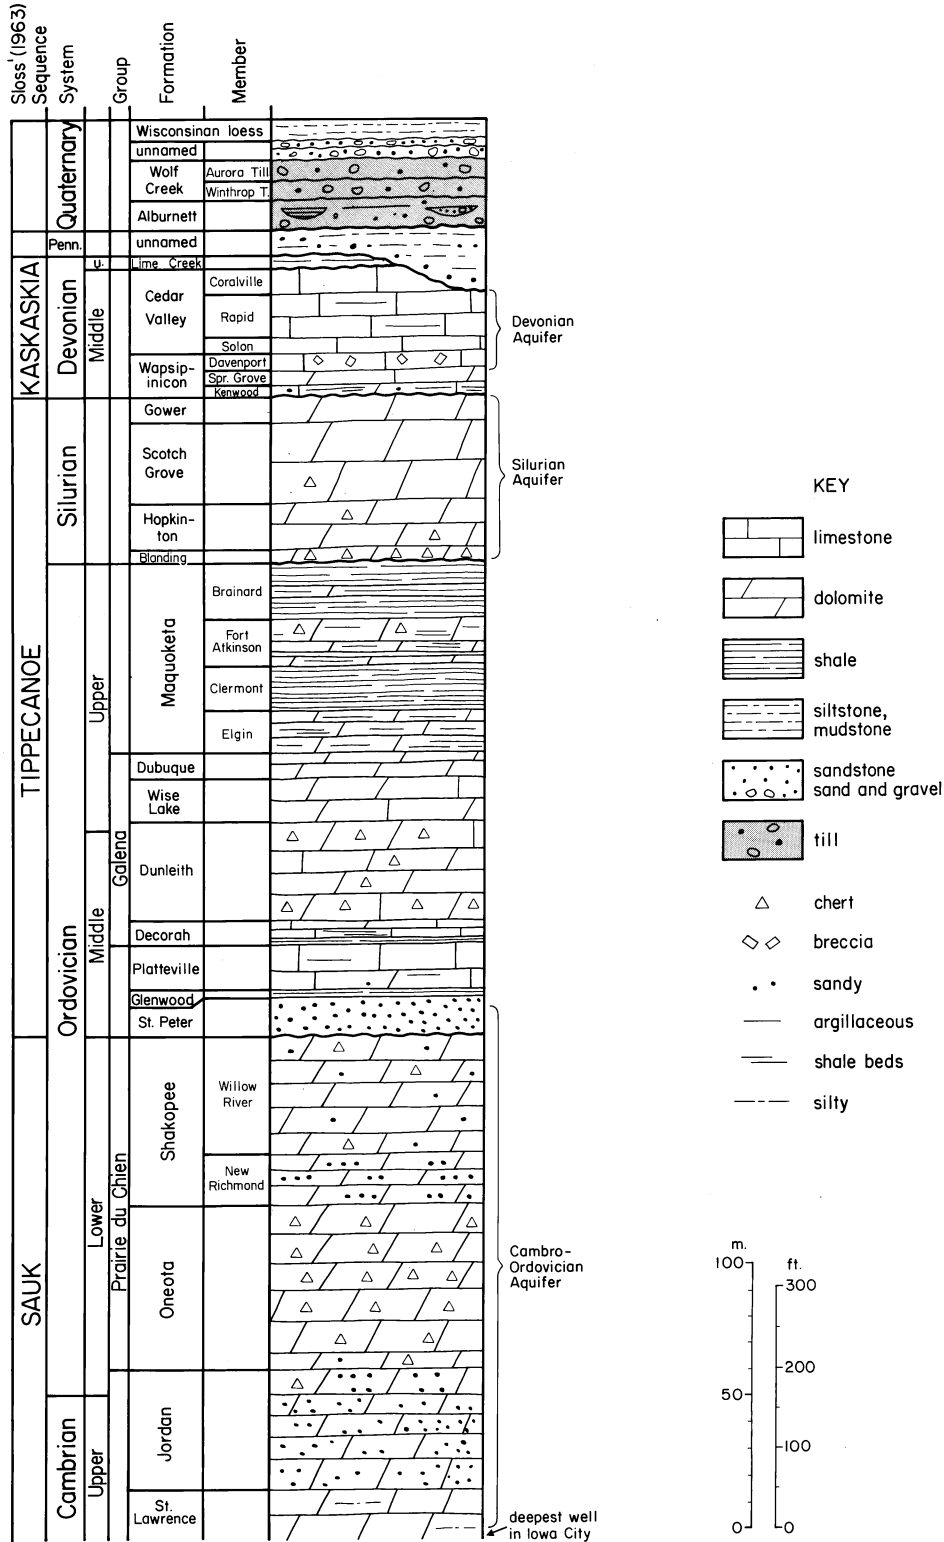 Sloss' (1963)
Sequence
System
Group
Formation
Member
Quaternary
Wisconsinan loess
unnamed
Wolf
Creek
Aurora Till
Winthrop T.
Alburnett
Penn.
unnamed
KASKASKIA
Devonian
U.
Lime Creek
Middle
Cedar
Valley
Coralville
Rapid
Solon
Wapsip-
inicon
Davenport
Spr. Grove
Kenwood
Devonian
Aquifer
TIPPECANOE
Silurian
Gower
Scotch
Grove
Hopkin-
ton
Blanding
Silurian
Aquifer
Ordovician
Upper
Maquoketa
Brainard
Fort
Atkinson
Clermont
Elgin
Galena
Dubuque
Wise
Lake
Middle
Dunleith
Decorah
Platteville
Glenwood
St. Peter
SAUK
Lower
Prairie du Chien
Shakopee
Willow
River
New
Richmond
Oneota
Cambro-
Ordovician
Aquifer
Cambrian
Upper
Jordan
St.
Lawrence
deepest well
in Iowa City
KEY
limestone
dolomite
shale
siltstone,
mudstone
sandstone
sand and gravel
till
chert
breccia
sandy
argillaceous
shale beds
silty
m.
100
50
0
ft.
300
200
100
0